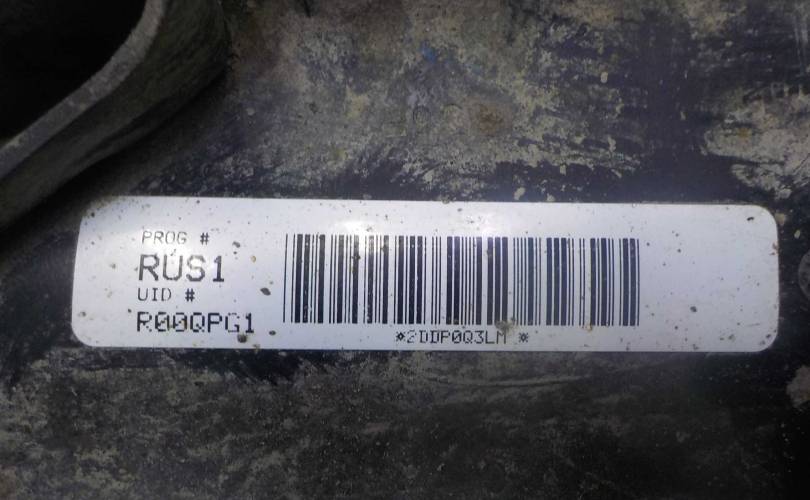 PROG #
RUS1
UID #
R00QPG1
*2DDP0Q3LM *